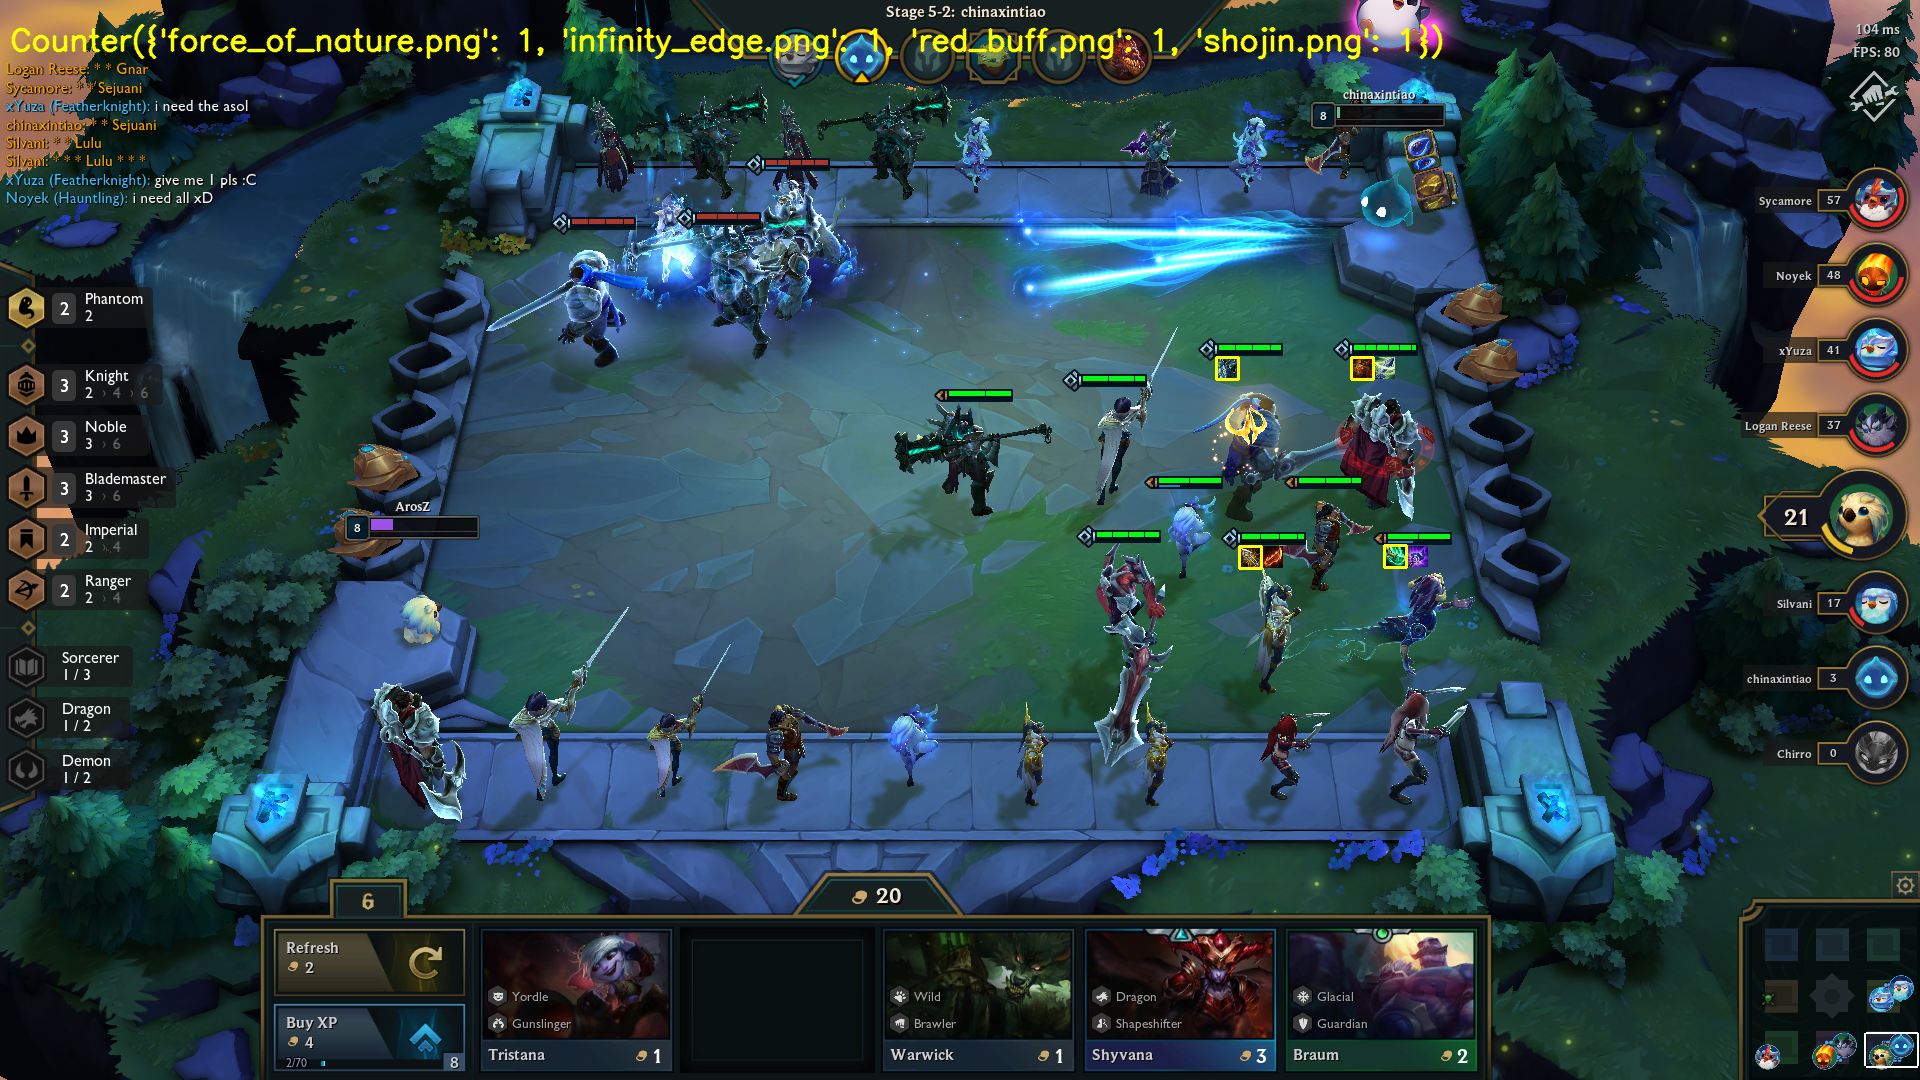 Stage 5-2: chinaxintiao
Counter({'force_of_nature.png': 1, 'infinity_edge.png': 1, 'red_buff.png': 1, 'shojin.png': 1})
104 ms
FPS: 80
Logan Reese: * * Gnar
Sycamore: * * Sejuani
xYuza (Featherknight): i need the asol
chinaxintiao: * * Sejuani
Silvani: * * Lulu
Silvani: * * * Lulu * * *
xYuza (Featherknight): give me 1 pls :C
Noyek (Hauntling): i need all xD
chinaxintiao
8
Sycamore 57
Noyek 48
xYuza 41
Logan Reese 37
21
Silvani 17
chinaxintiao 3
Chirro 0
2 Phantom
2
3 Knight
2 › 4 › 6
3 Noble
3 › 6
3 Blademaster
3 › 6
2 Imperial
2 › 4
2 Ranger
2 › 4
Sorcerer
1 / 3
Dragon
1 / 2
Demon
1 / 2
ArosZ
8
6
20
Refresh
2
Buy XP
4
2/70
8
Yordle
Gunslinger
Tristana 1
Wild
Brawler
Warwick 1
Dragon
Shapeshifter
Shyvana 3
Glacial
Guardian
Braum 2